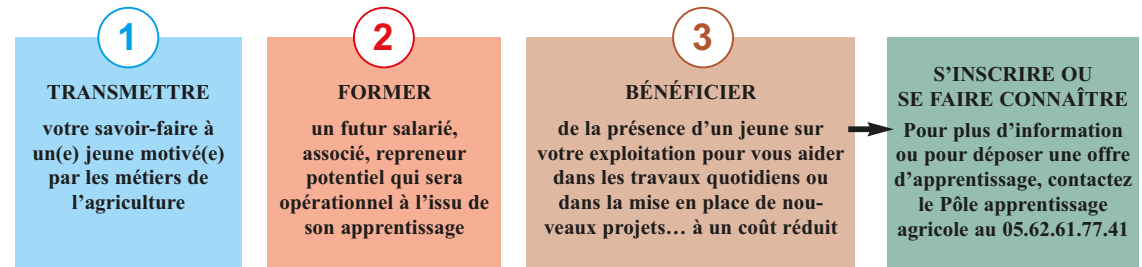 1
TRANSMETTRE
votre savoir-faire à
un(e) jeune motivé(e)
par les métiers de
l'agriculture
2
FORMER
un futur salarié,
associé, repreneur
potentiel qui sera
opérationnel à l'issu de
son apprentissage
3
BÉNÉFICIER
de la présence d'un jeune sur
votre exploitation pour vous aider
dans les travaux quotidiens ou
dans la mise en place de nou-
veaux projets… à un coût réduit
S'INSCRIRE OU
SE FAIRE CONNAÎTRE
Pour plus d'information
ou pour déposer une offre
d'apprentissage, contactez
le Pôle apprentissage
agricole au 05.62.61.77.41